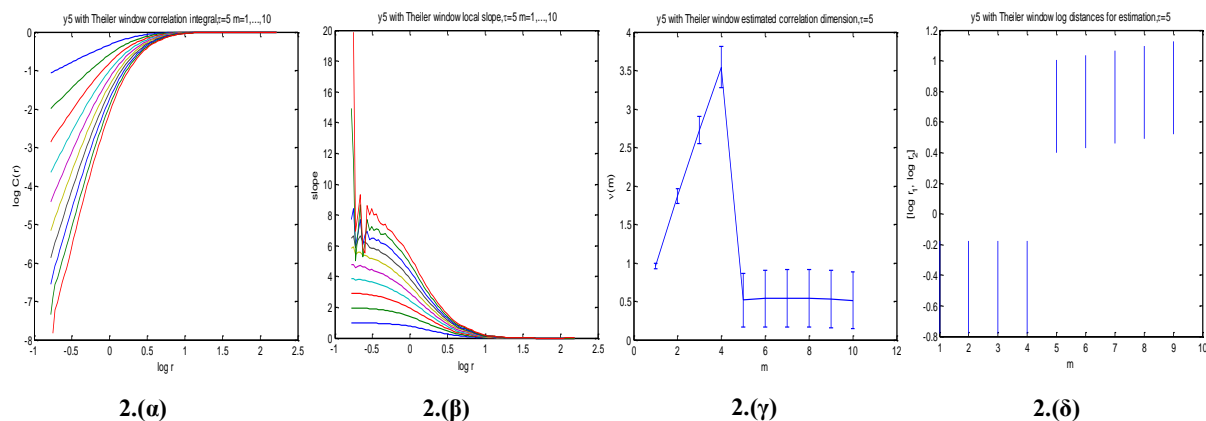 y5 with Theiler window correlation integral,τ=5 m=1,...,10
0
-1
-2
-3
-4
-5
-6
-7
-8
log C(r)
-1 -0.5 0 0.5 1 1.5 2 2.5
log r
2.(α)
y5 with Theiler window local slope,τ=5 m=1,...,10
20
18
16
14
12
10
8
6
4
2
0
slope
-1 -0.5 0 0.5 1 1.5 2 2.5
log r
2.(β)
y5 with Theiler window estimated correlation dimension,τ=5
4
3.5
3
2.5
2
1.5
1
0.5
0
ν(m)
0 2 4 6 8 10 12
m
2.(γ)
y5 with Theiler window log distances for estimation,τ=5
1.2
1
0.8
0.6
0.4
0.2
0
-0.2
-0.4
-0.6
-0.8
[log r1, log r2]
1 2 3 4 5 6 7 8 9 10
m
2.(δ)